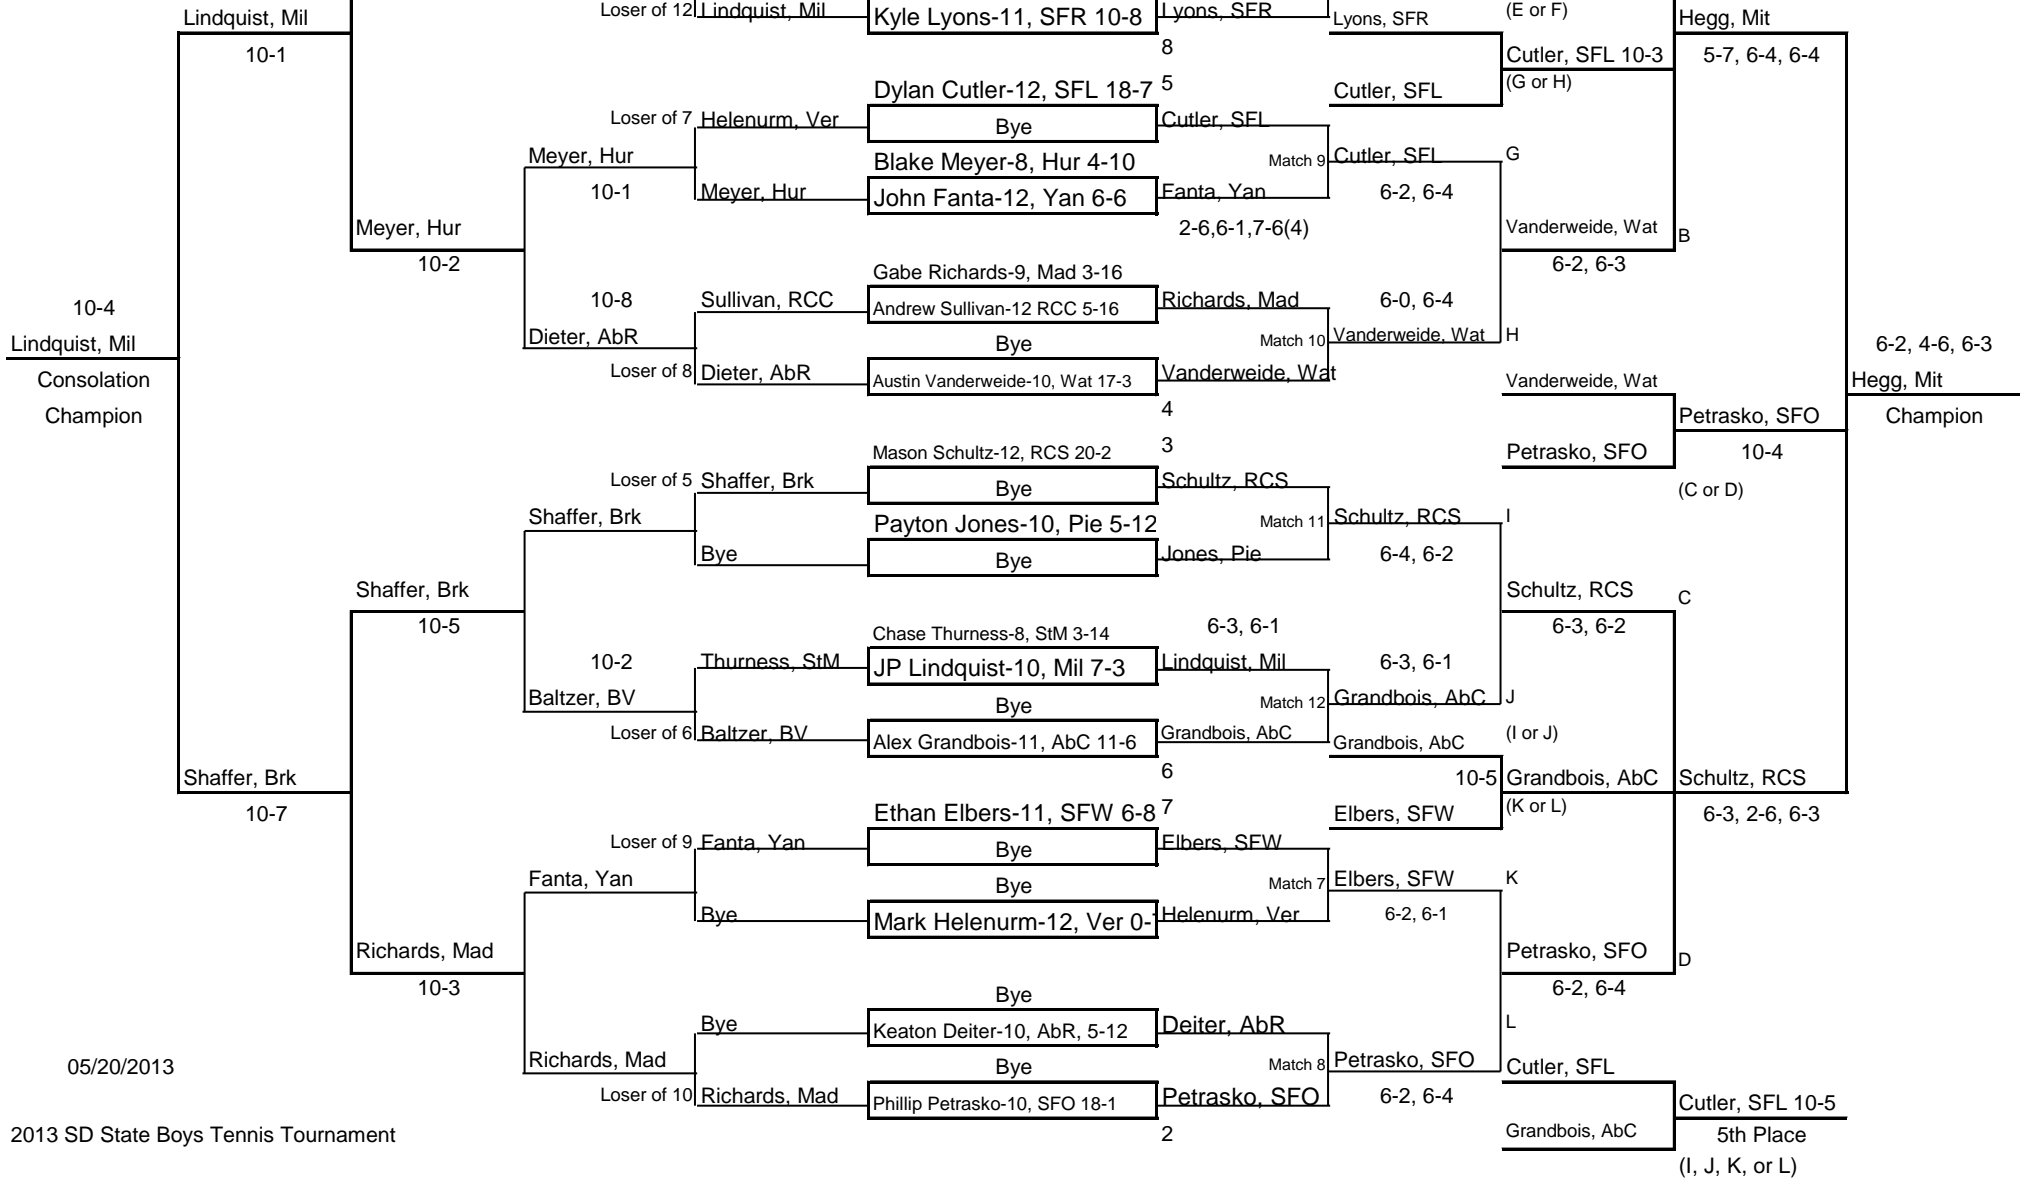 Lindquist, Mil
Loser of 12 Lindquist, Mil
Kyle Lyons-11, SFR 10-8
Lyons, SFR
Lyons, SFR
(E or F)
Hegg, Mit
10-1
8
Cutler, SFL 10-3
5-7, 6-4, 6-4
Dylan Cutler-12, SFL 18-7
5
Cutler, SFL
(G or H)
Loser of 7 Helenurm, Ver
Bye
Cutler, SFL
Meyer, Hur
Blake Meyer-8, Hur 4-10
Match 9 Cutler, SFL
G
10-1
Meyer, Hur
John Fanta-12, Yan 6-6
Fanta, Yan
6-2, 6-4
Meyer, Hur
2-6,6-1,7-6(4)
Vanderweide, Wat
B
10-2
6-2, 6-3
Gabe Richards-9, Mad 3-16
10-4
10-8
Sullivan, RCC
Andrew Sullivan-12 RCC 5-16
Richards, Mad
6-0, 6-4
Lindquist, Mil
Dieter, AbR
Bye
Match 10 Vanderweide, Wat
H
6-2, 4-6, 6-3
Consolation
Loser of 8 Dieter, AbR
Austin Vanderweide-10, Wat 17-3
Vanderweide, Wat
Vanderweide, Wat
Hegg, Mit
Champion
4
Petrasko, SFO
Champion
Mason Schultz-12, RCS 20-2
3
Petrasko, SFO
10-4
Loser of 5 Shaffer, Brk
Bye
Schultz, RCS
(C or D)
Shaffer, Brk
Payton Jones-10, Pie 5-12
Match 11 Schultz, RCS
I
Bye
Bye
Jones, Pie
6-4, 6-2
Shaffer, Brk
Schultz, RCS
C
10-5
Chase Thurness-8, StM 3-14
6-3, 6-1
6-3, 6-2
10-2
Thurness, StM
JP Lindquist-10, Mil 7-3
Lindquist, Mil
6-3, 6-1
Baltzer, BV
Bye
Match 12 Grandbois, AbC
J
Loser of 6 Baltzer, BV
Alex Grandbois-11, AbC 11-6
Grandbois, AbC
Grandbois, AbC
(I or J)
Shaffer, Brk
6
10-5 Grandbois, AbC
Schultz, RCS
10-7
Ethan Elbers-11, SFW 6-8
7
Elbers, SFW
(K or L)
6-3, 2-6, 6-3
Loser of 9 Fanta, Yan
Bye
Elbers, SFW
Fanta, Yan
Bye
Match 7 Elbers, SFW
K
Bye
Mark Helenurm-12, Ver 0-
Helenurm, Ver
6-2, 6-1
Richards, Mad
Petrasko, SFO
D
10-3
Bye
6-2, 6-4
Bye
Keaton Deiter-10, AbR, 5-12
Deiter, AbR
L
05/20/2013
Richards, Mad
Bye
Match 8 Petrasko, SFO
Cutler, SFL
Loser of 10 Richards, Mad
Phillip Petrasko-10, SFO 18-1
Petrasko, SFO
6-2, 6-4
Cutler, SFL 10-5
2013 SD State Boys Tennis Tournament
2
Grandbois, AbC
5th Place
(I, J, K, or L)